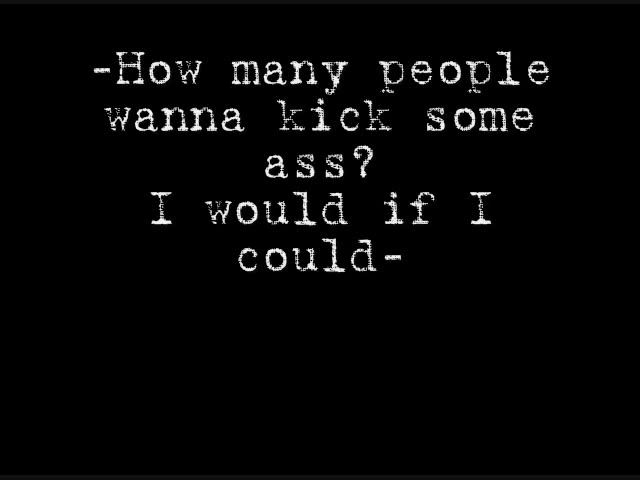 -How many people
wanna kick some
ass?
I would if I
could-